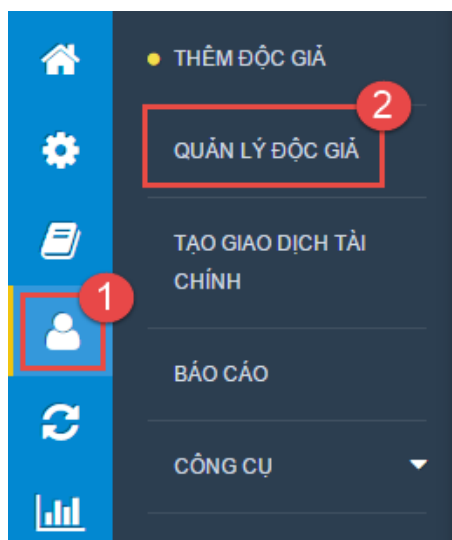 THÊM ĐỘC GIẢ
2
QUẢN LÝ ĐỘC GIẢ
TẠO GIAO DỊCH TÀI
CHÍNH
1
BÁO CÁO
CÔNG CỤ